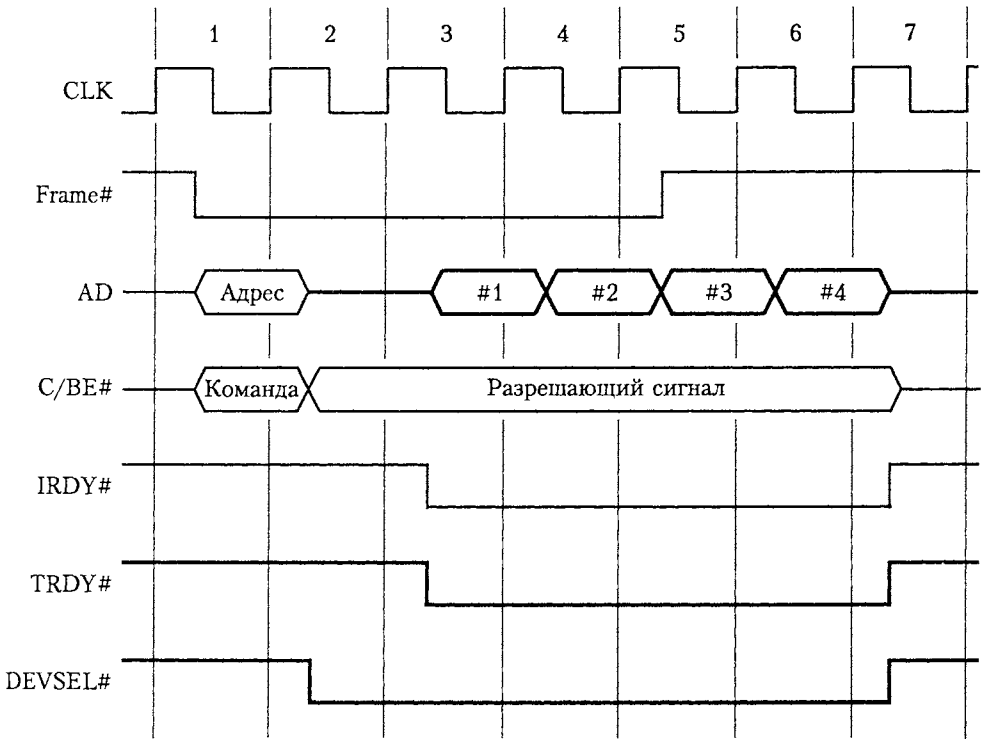 1 2 3 4 5 6 7
CLK
Frame#
AD Адрес #1 #2 #3 #4
C/BE# Команда Разрешающий сигнал
IRDY#
TRDY#
DEVSEL#